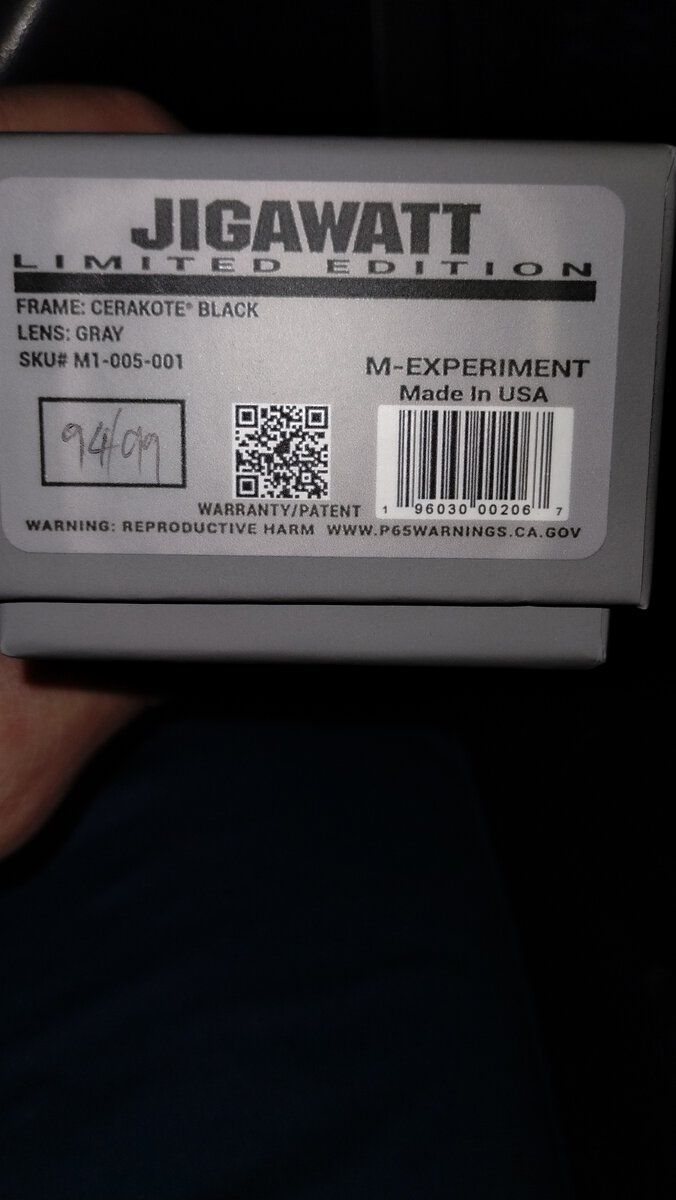 JIGAWATT
LIMITED EDITION
FRAME: CERAKOTE® BLACK
LENS: GRAY
SKU# M1-005-001
M-EXPERIMENT
Made In USA
94/99
1 96030 00206 7
WARRANTY/PATENT
WARNING: REPRODUCTIVE HARM WWW.P65WARNINGS.CA.GOV